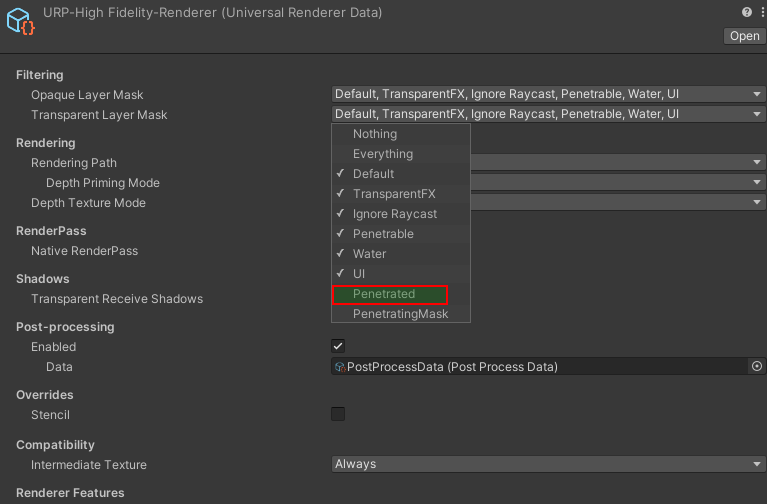 URP-High Fidelity-Renderer (Universal Renderer Data)
Open
Filtering
Opaque Layer Mask Default, TransparentFX, Ignore Raycast, Penetrable, Water, UI
Transparent Layer Mask Default, TransparentFX, Ignore Raycast, Penetrable, Water, UI
Nothing
Everything
Default
TransparentFX
Ignore Raycast
Penetrable
Water
UI
Penetrated
PenetratingMask
Rendering
Rendering Path
Depth Priming Mode
Depth Texture Mode
RenderPass
Native RenderPass
Shadows
Transparent Receive Shadows
Post-processing
Enabled
Data PostProcessData (Post Process Data)
Overrides
Stencil
Compatibility
Intermediate Texture Always
Renderer Features